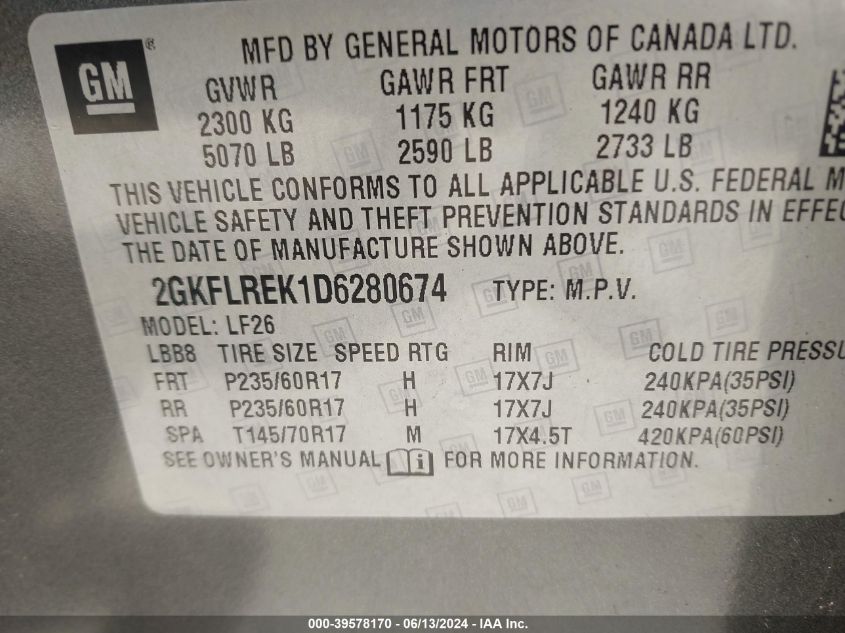 GM ® MFD BY GENERAL MOTORS OF CANADA LTD.
GVWR GAWR FRT GAWR RR
2300 KG 1175 KG 1240 KG
5070 LB 2590 LB 2733 LB
THIS VEHICLE CONFORMS TO ALL APPLICABLE U.S. FEDERAL M
VEHICLE SAFETY AND THEFT PREVENTION STANDARDS IN EFFEC
THE DATE OF MANUFACTURE SHOWN ABOVE.
2GKFLREK1D6280674 TYPE: M.P.V.
MODEL: LF26
LBB8 TIRE SIZE SPEED RTG RIM COLD TIRE PRESSU
FRT P235/60R17 H 17X7J 240KPA(35PSI)
RR P235/60R17 H 17X7J 240KPA(35PSI)
SPA T145/70R17 M 17X4.5T 420KPA(60PSI)
SEE OWNER'S MANUAL i FOR MORE INFORMATION.
000-39578170 - 06/13/2024 - IAA Inc.